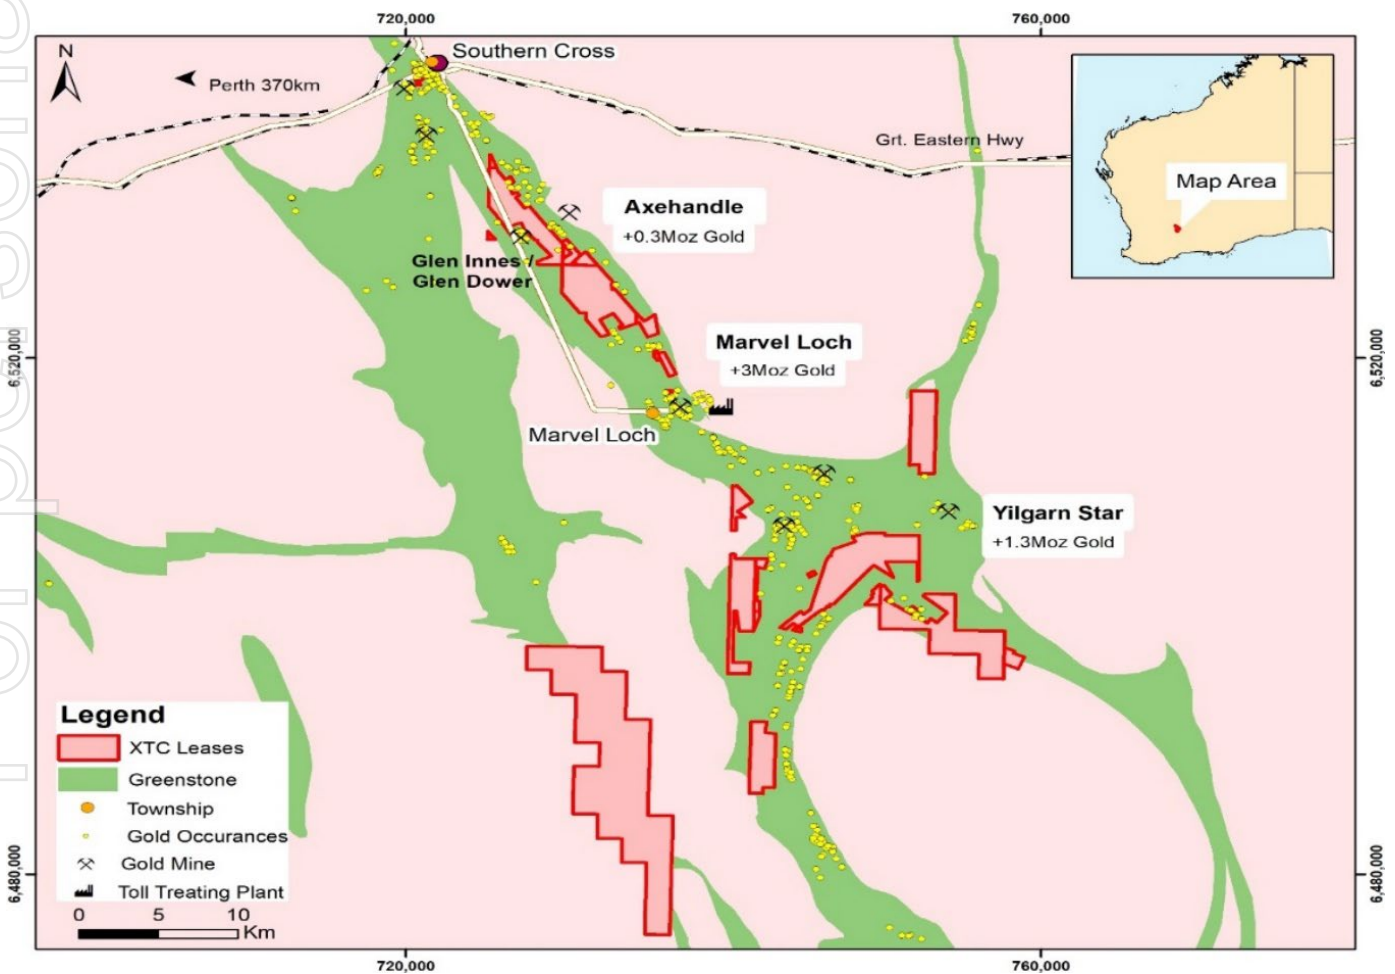 720,000
760,000
N
Southern Cross
Perth 370km
Grt. Eastern Hwy
Map Area
Axehandle
+0.3Moz Gold
Glen Innes /
Glen Dower
Marvel Loch
+3Moz Gold
6,520,000
6,520,000
Marvel Loch
Yilgarn Star
+1.3Moz Gold
Legend
XTC Leases
Greenstone
Township
Gold Occurances
Gold Mine
Toll Treating Plant
0 5 10
Km
6,480,000
6,480,000
720,000
760,000